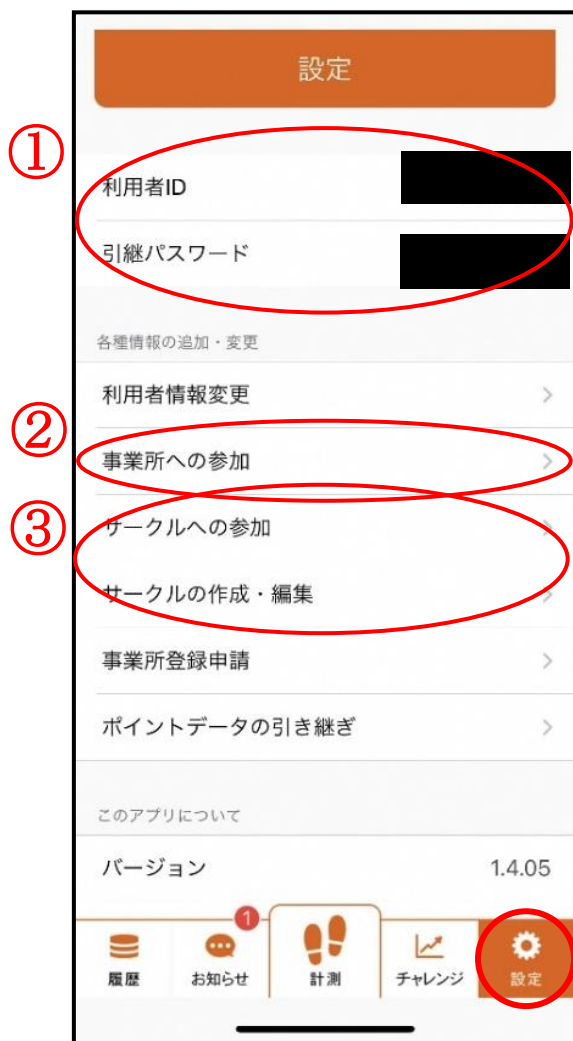 設定
①
利用者ID
引継パスワード
各種情報の追加・変更
利用者情報変更
②
事業所への参加
③
サークルへの参加
サークルの作成・編集
事業所登録申請
ポイントデータの引き継ぎ
このアプリについて
バージョン 1.4.05
1
履歴 お知らせ 計測 チャレンジ 設定